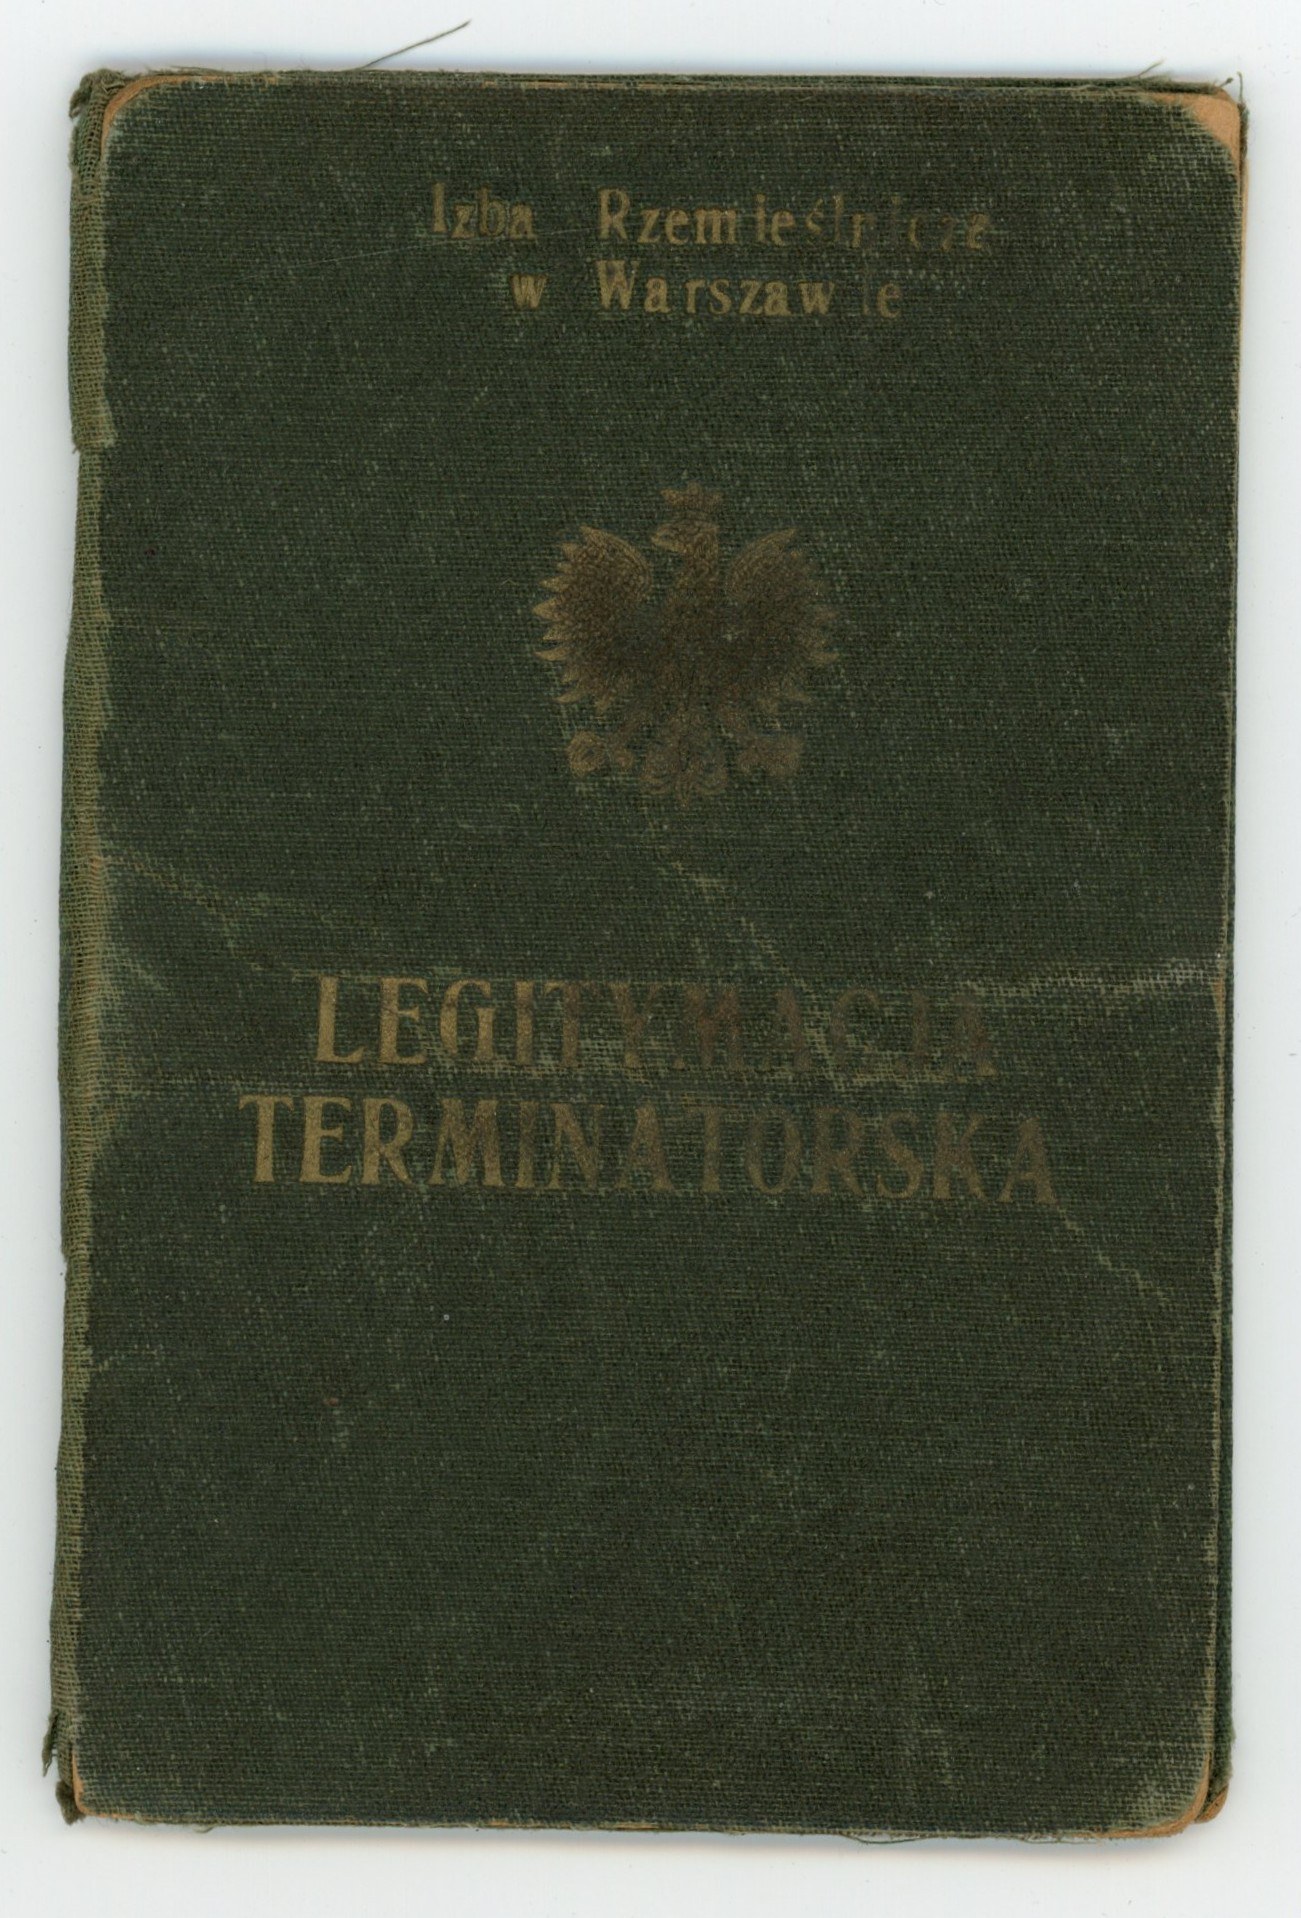 Izba Rzemieślnicza
w Warszawie
LEGITYMACJA
TERMINATORSKA